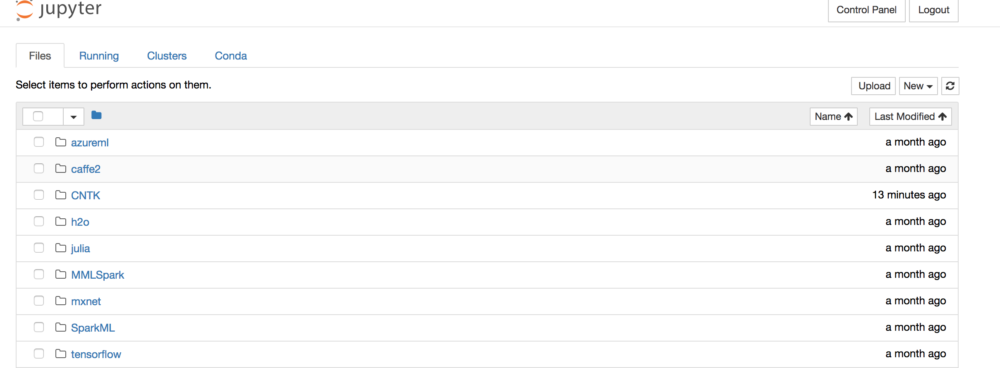 jupyter Control Panel Logout
Files Running Clusters Conda
Select items to perform actions on them. Upload New
Name Last Modified
azureml a month ago
caffe2 a month ago
CNTK 13 minutes ago
h2o a month ago
julia a month ago
MMLSpark a month ago
mxnet a month ago
SparkML a month ago
tensorflow a month ago